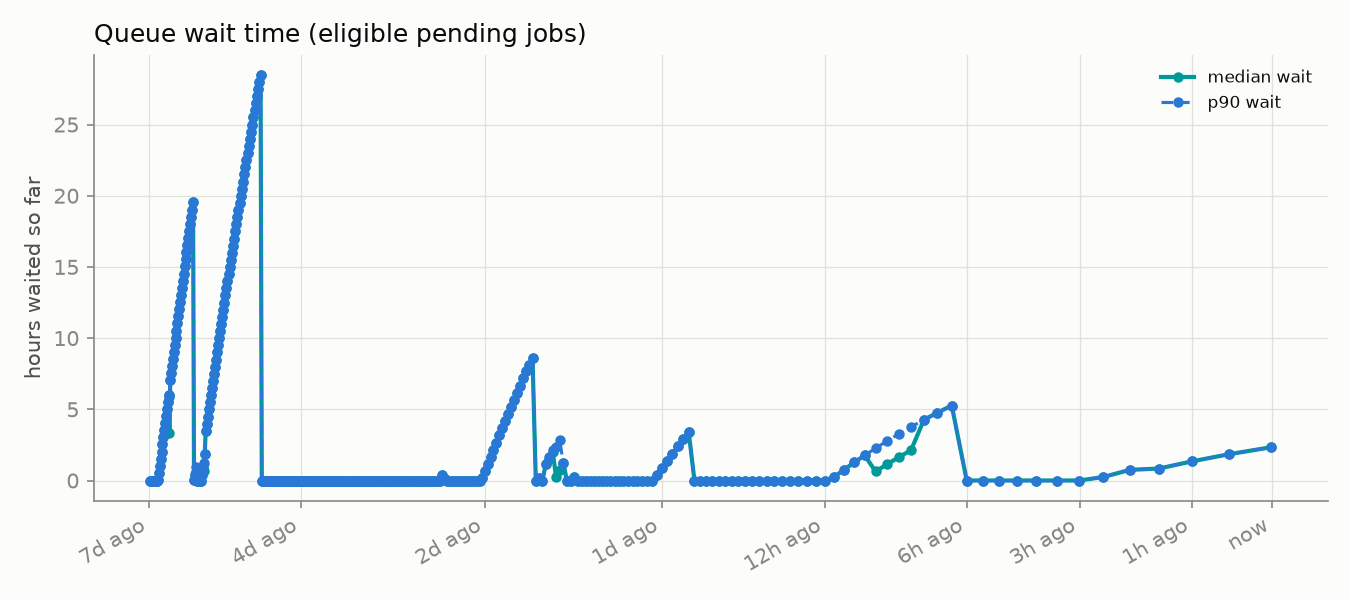 Queue wait time (eligible pending jobs)
median wait
p90 wait
hours waited so far
25
20
15
10
5
0
7d ago
4d ago
2d ago
1d ago
12h ago
6h ago
3h ago
1h ago
now